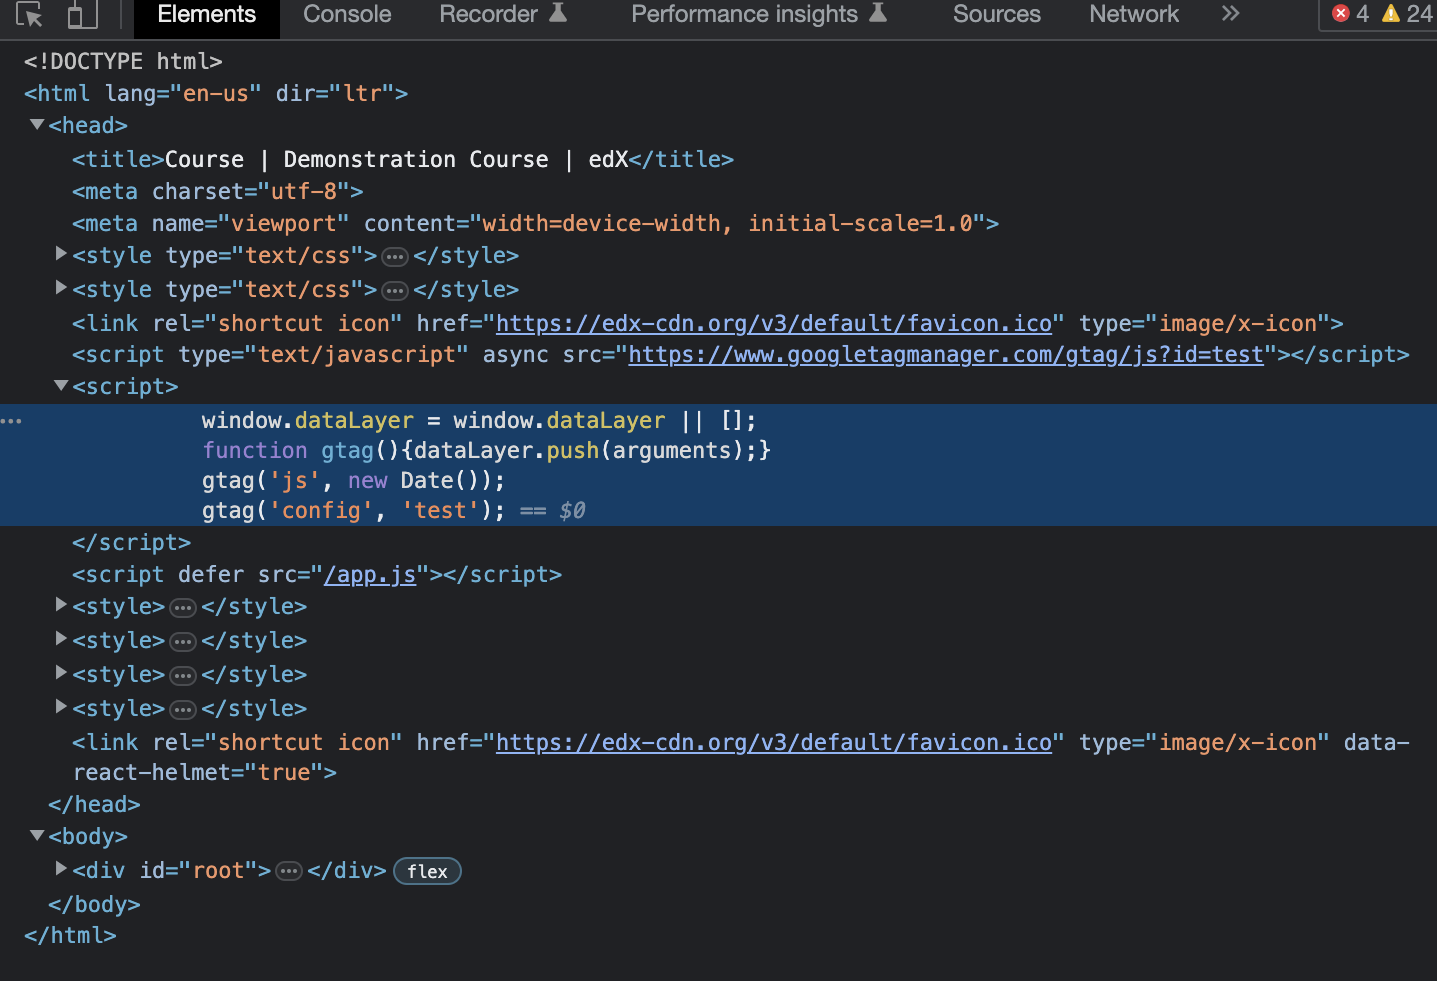 Elements Console Recorder Performance insights Sources Network » 4 24
<!DOCTYPE html>
<html lang="en-us" dir="ltr">
▼<head>
<title>Course | Demonstration Course | edX</title>
<meta charset="utf-8">
<meta name="viewport" content="width=device-width, initial-scale=1.0">
▶<style type="text/css">…</style>
▶<style type="text/css">…</style>
<link rel="shortcut icon" href="https://edx-cdn.org/v3/default/favicon.ico" type="image/x-icon">
<script type="text/javascript" async src="https://www.googletagmanager.com/gtag/js?id=test"></script>
▼<script>
… window.dataLayer = window.dataLayer || [];
function gtag(){dataLayer.push(arguments);}
gtag('js', new Date());
gtag('config', 'test'); == $0
</script>
<script defer src="/app.js"></script>
▶<style>…</style>
▶<style>…</style>
▶<style>…</style>
▶<style>…</style>
<link rel="shortcut icon" href="https://edx-cdn.org/v3/default/favicon.ico" type="image/x-icon" data-
react-helmet="true">
</head>
▼<body>
▶<div id="root">…</div> flex
</body>
</html>